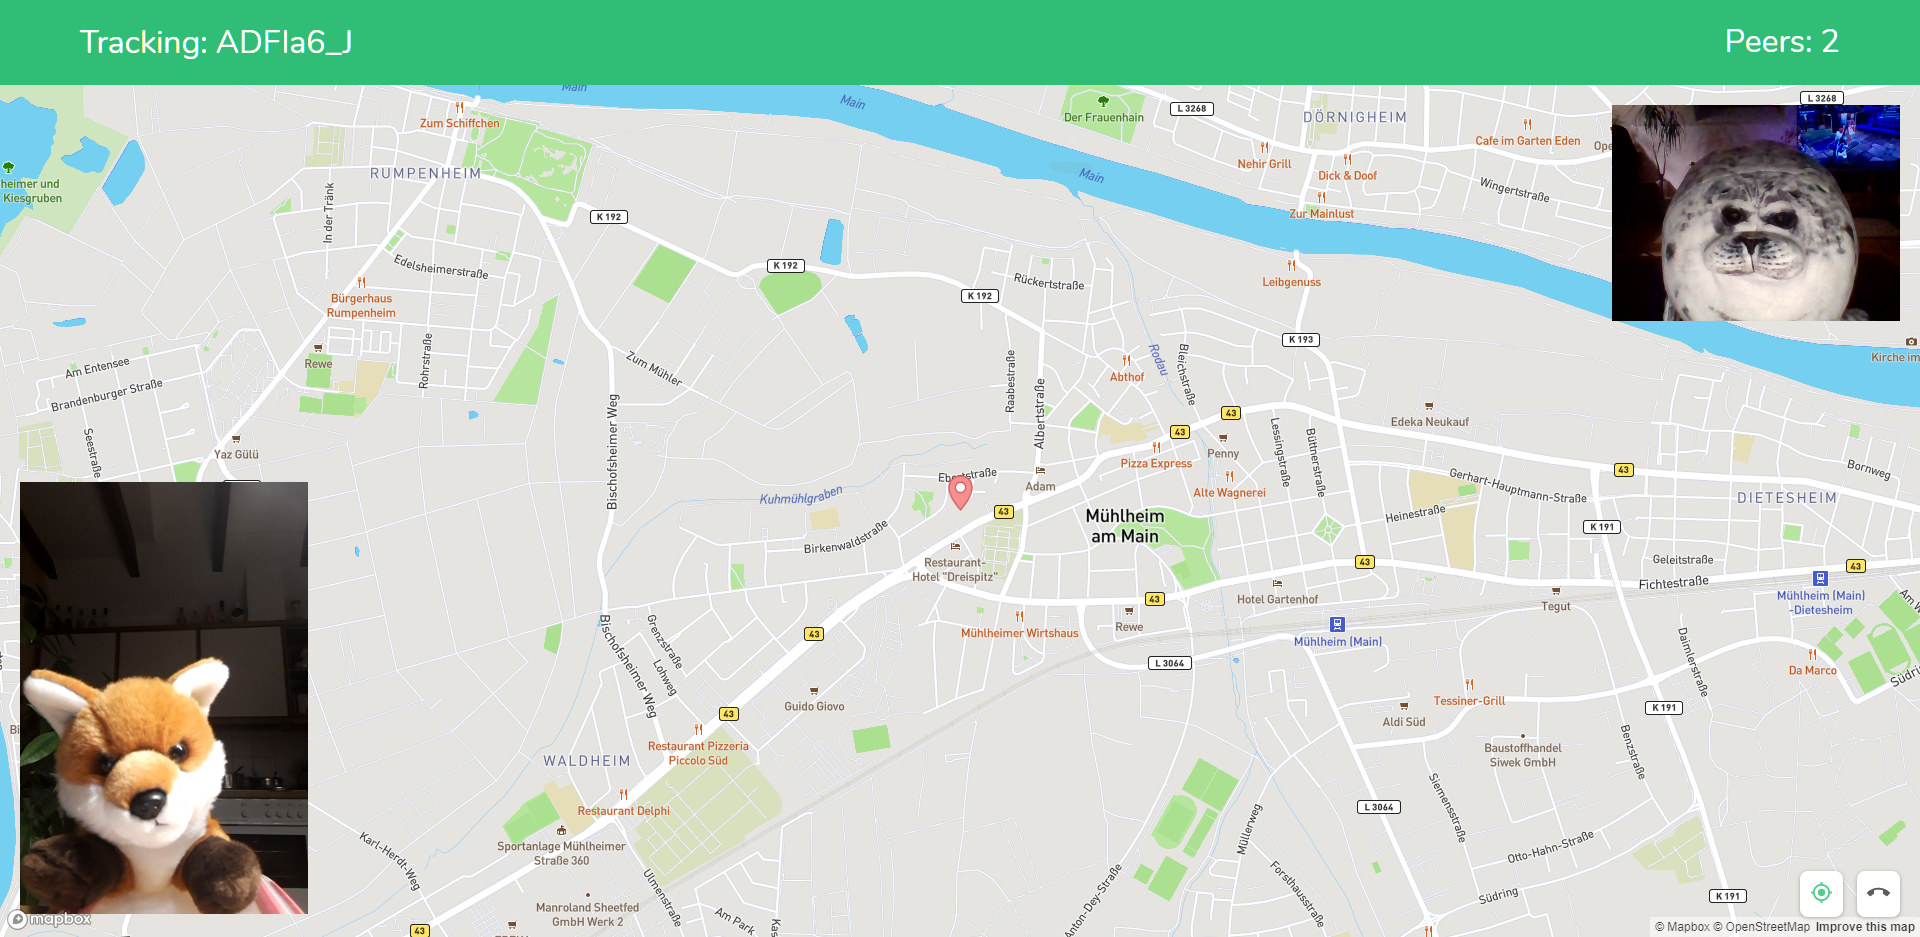 Tracking: ADFIa6_J
Peers: 2
Main
Main
Main
L 3268
L 3268
Zum Schiffchen
Der Frauenhain
DÖRNIGHEIM
Cafe im Garten Eden
Nehir Grill
Dick & Doof
Wingertstraße
Zur Mainlust
RUMPENHEIM
heimer und
Kiesgruben
In der Tränk
K 192
K 192
K 192
Edelsheimerstraße
Rückertstraße
Leibgenuss
Bürgerhaus
Rumpenheim
K 193
Rewe
Rohrstraße
Am Entensee
Brandenburger Straße
Seestraße
Yaz Gülü
Zum Mühler
Bischofsheimer Weg
Raabestraße
Albertstraße
Rodau
Bleichstraße
Abthof
Kirche im
43
43
Edeka Neukauf
Lessingstraße
Büttnerstraße
Penny
Pizza Express
Alte Wagnerei
43
Gerhart-Hauptmann-Straße
Bornweg
DIETESHEIM
Ebertstraße
Adam
Kuhmühlgraben
43
Mühlheim
am Main
Heinestraße
K 191
Birkenwaldstraße
Restaurant-
Hotel "Dreispitz"
43
Geleitstraße
43
Fichtestraße
Mühlheim (Main)
-Dietesheim
43
Hotel Gartenhof
Tegut
Rewe
Mühlheimer Wirtshaus
Mühlheim (Main)
43
L 3064
Bischofsheimer Weg
Grenzstraße
Lohweg
Daimlerstraße
Da Marco
Guido Giovo
43
Tessiner-Grill
Aldi Süd
K 191
Restaurant Pizzeria
Piccolo Süd
WALDHEIM
Baustoffhandel
Siwek GmbH
Benzstraße
Restaurant Delphi
Siemensstraße
L 3064
Sportanlage Mühlheimer
Straße 360
Karl-Herdt-Weg
Müllerweg
Otto-Hahn-Straße
Ulmenstraße
Anton-Dey-Straße
Forsthausstraße
Südring
K 191
Manroland Sheetfed
GmbH Werk 2
Am Park
43
mapbox
© Mapbox © OpenStreetMap Improve this map